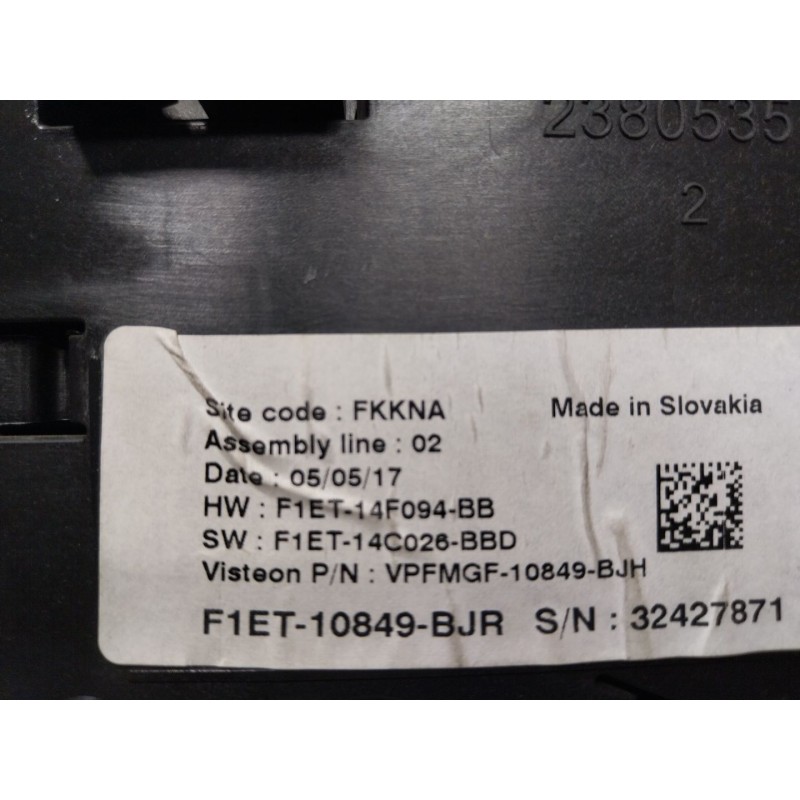 2380535
2
Site code : FKKNA
Made in Slovakia
Assembly line : 02
Date : 05/05/17
HW : F1ET-14F094-BB
SW : F1ET-14C026-BBD
Visteon P/N : VPFMGF-10849-BJH
F1ET-10849-BJR S/N : 32427871